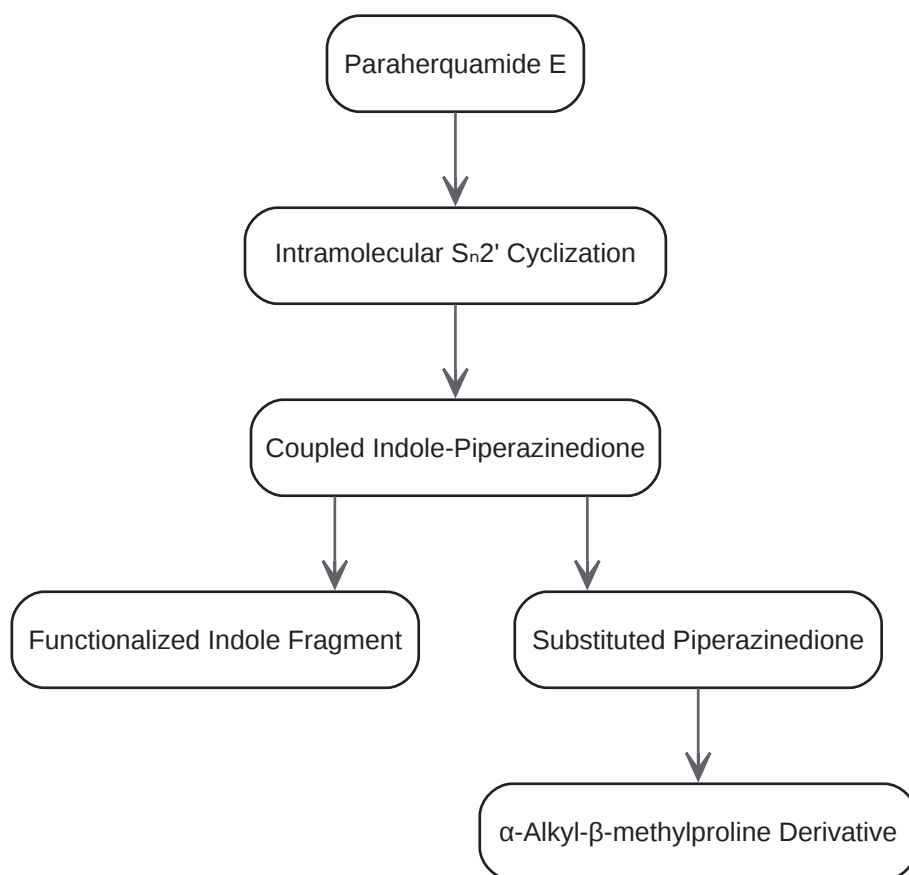 Paraherquamide E
Intramolecular Sₙ2' Cyclization
Coupled Indole-Piperazinedione
Functionalized Indole Fragment
Substituted Piperazinedione
α-Alkyl-β-methylproline Derivative